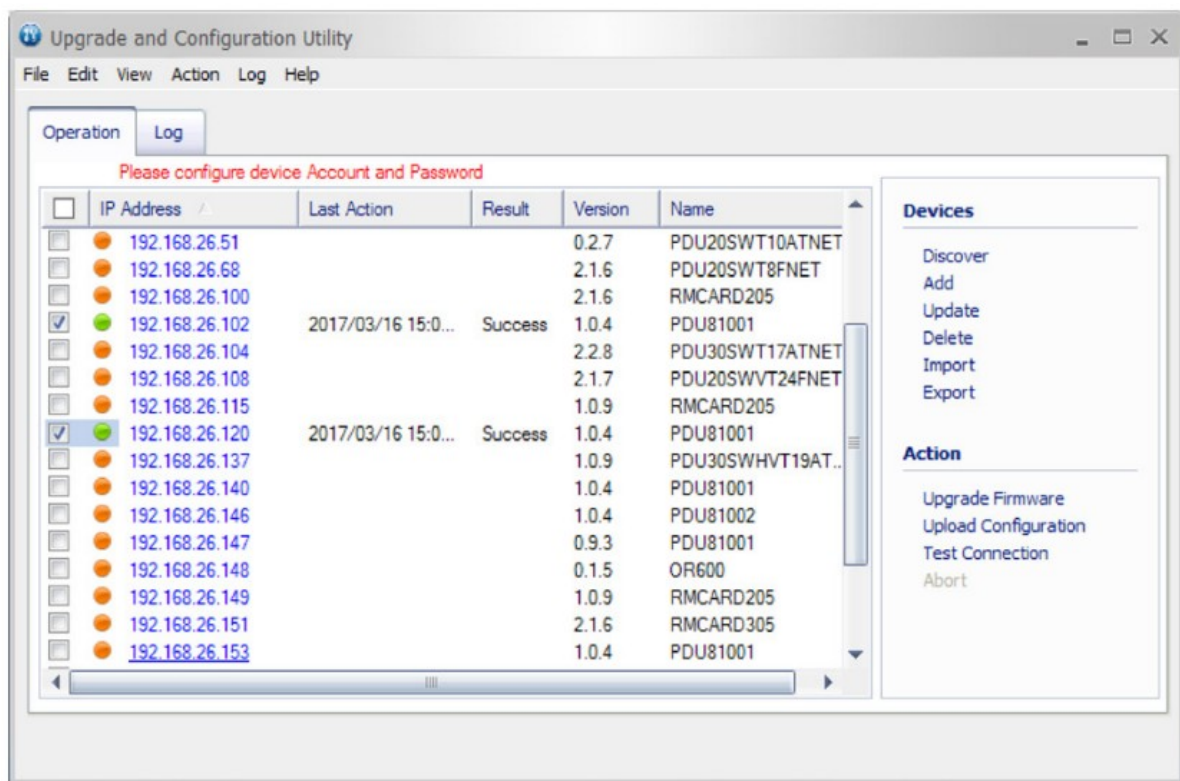 Upgrade and Configuration Utility
File Edit View Action Log Help
Operation Log
Please configure device Account and Password
IP Address Last Action Result Version Name
192.168.26.51 0.2.7 PDU20SWT10ATNET
192.168.26.68 2.1.6 PDU20SWT8FNET
192.168.26.100 2.1.6 RMCARD205
192.168.26.102 2017/03/16 15:0... Success 1.0.4 PDU81001
192.168.26.104 2.2.8 PDU30SWT17ATNET
192.168.26.108 2.1.7 PDU20SWVT24FNET
192.168.26.115 1.0.9 RMCARD205
192.168.26.120 2017/03/16 15:0... Success 1.0.4 PDU81001
192.168.26.137 1.0.9 PDU30SWHVT19AT...
192.168.26.140 1.0.4 PDU81001
192.168.26.146 1.0.4 PDU81002
192.168.26.147 0.9.3 PDU81001
192.168.26.148 0.1.5 OR600
192.168.26.149 1.0.9 RMCARD205
192.168.26.151 2.1.6 RMCARD305
192.168.26.153 1.0.4 PDU81001
Devices
Discover
Add
Update
Delete
Import
Export
Action
Upgrade Firmware
Upload Configuration
Test Connection
Abort